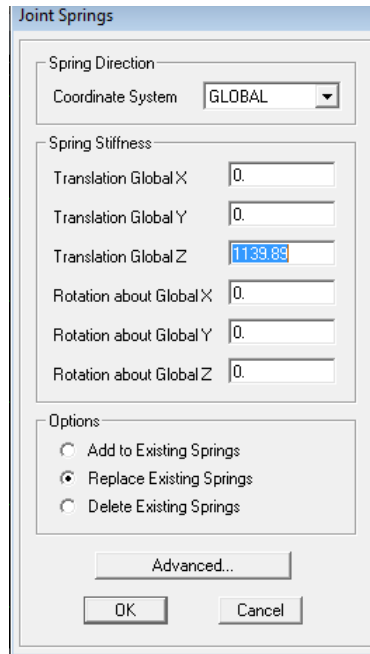 Joint Springs
Spring Direction
Coordinate System GLOBAL
Spring Stiffness
Translation Global X 0.
Translation Global Y 0.
Translation Global Z 1139.89
Rotation about Global X 0.
Rotation about Global Y 0.
Rotation about Global Z 0.
Options
Add to Existing Springs
Replace Existing Springs
Delete Existing Springs
Advanced...
OK Cancel